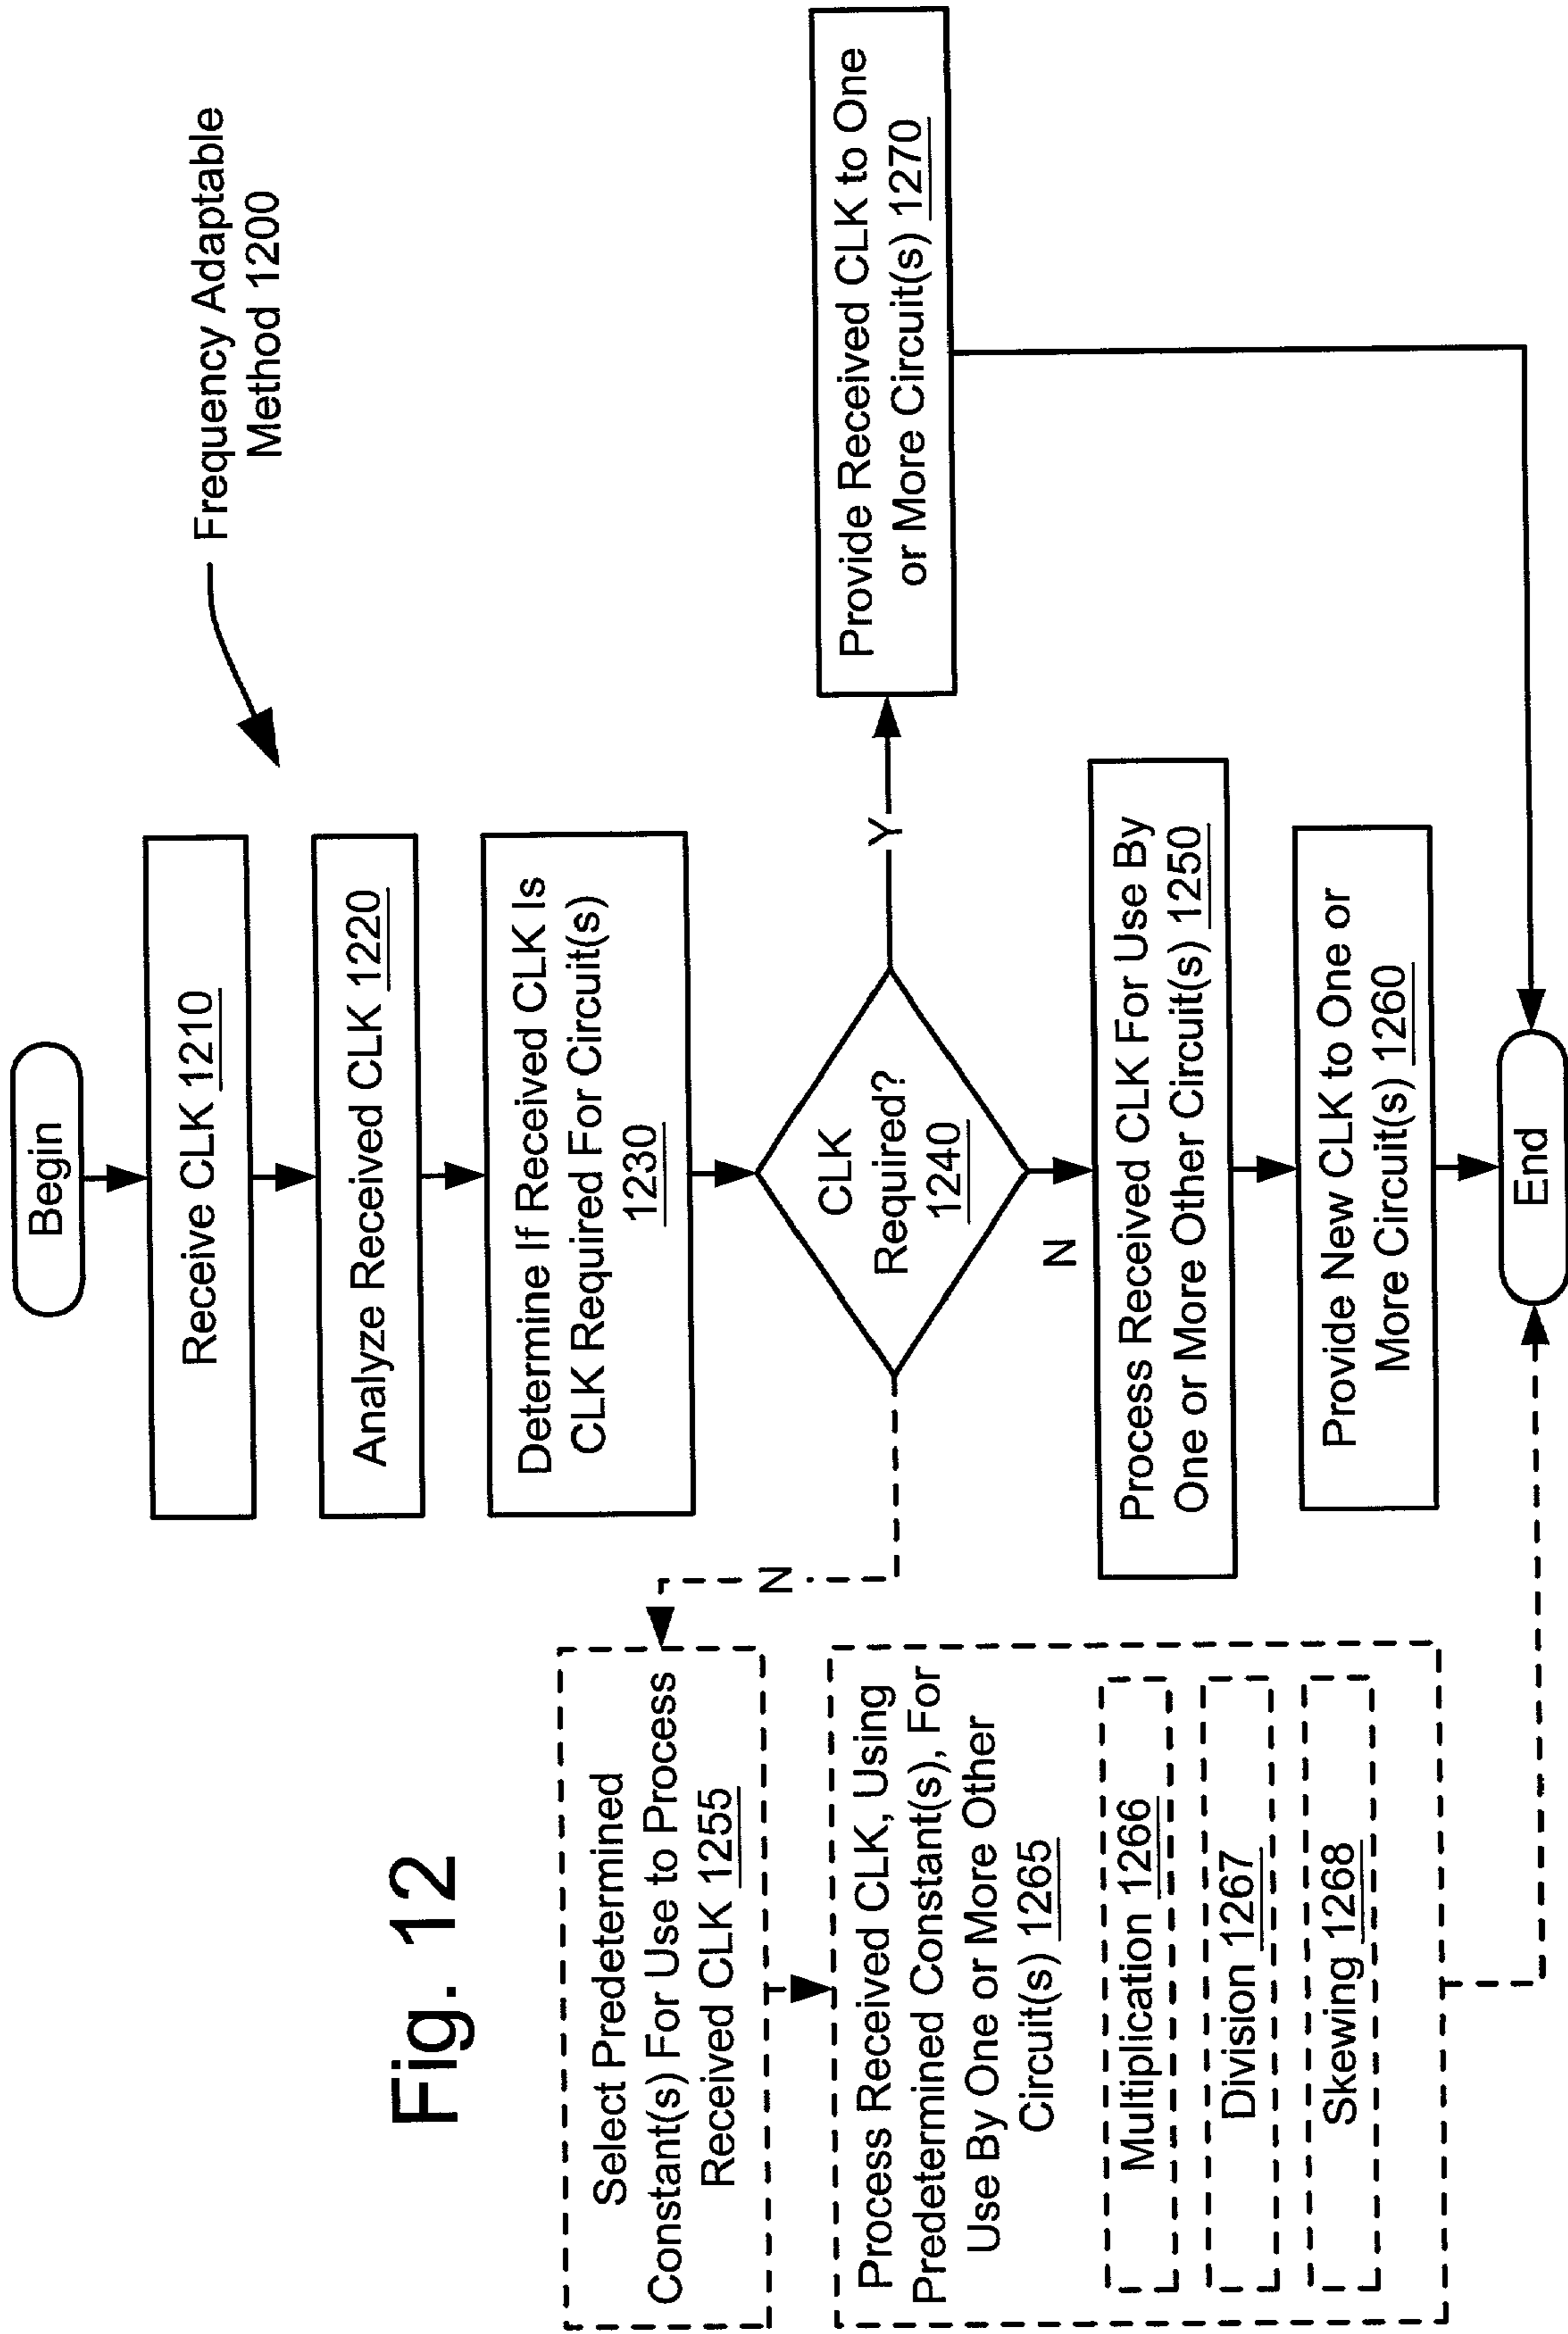 Fig. 12
Frequency Adaptable
Method 1200
Begin
Receive CLK 1210
Analyze Received CLK 1220
Determine If Received CLK Is
CLK Required For Circuit(s)
1230
CLK
Required?
1240
Y
Provide Received CLK to One
or More Circuit(s) 1270
N
Process Received CLK For Use By
One or More Other Circuit(s) 1250
Provide New CLK to One or
More Circuit(s) 1260
N
Select Predetermined
Constant(s) For Use to Process
Received CLK 1255
Process Received CLK, Using
Predetermined Constant(s), For
Use By One or More Other
Circuit(s) 1265
Multiplication 1266
Division 1267
Skewing 1268
End